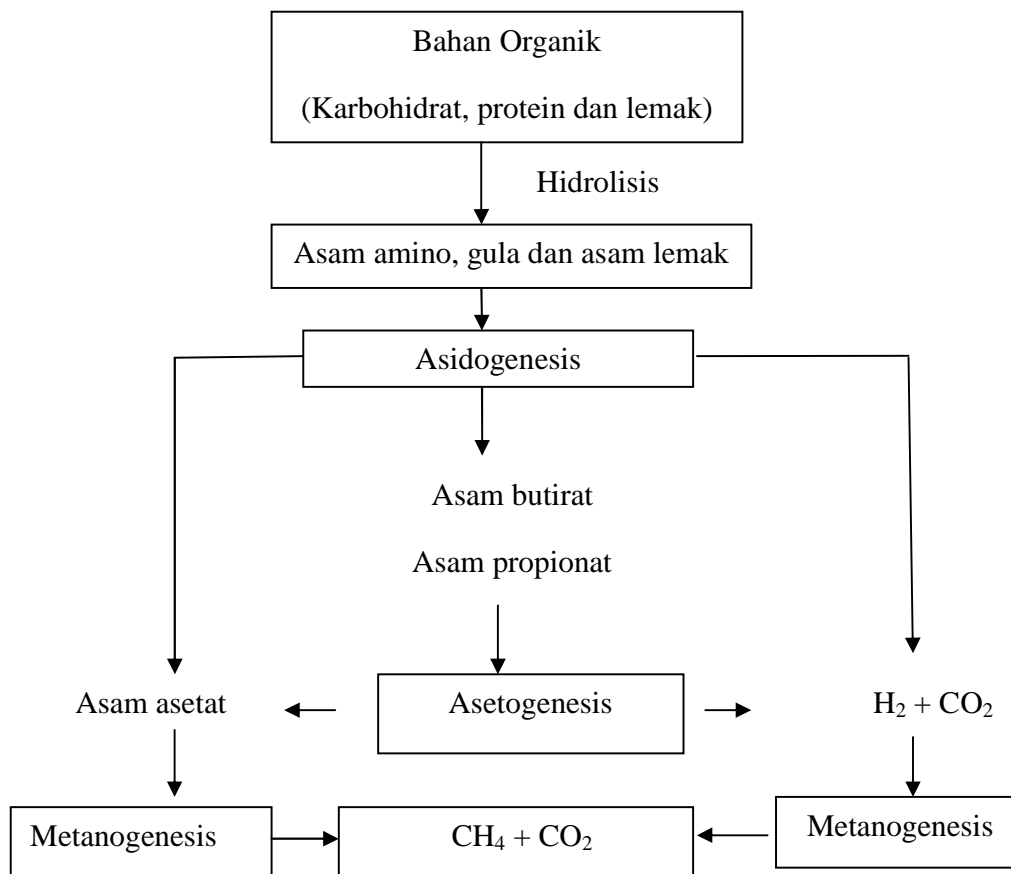 Bahan Organik
(Karbohidrat, protein dan lemak)
Hidrolisis
Asam amino, gula dan asam lemak
Asidogenesis
Asam butirat
Asam propionat
Asam asetat
Asetogenesis
H₂ + CO₂
Metanogenesis
CH₄ + CO₂
Metanogenesis